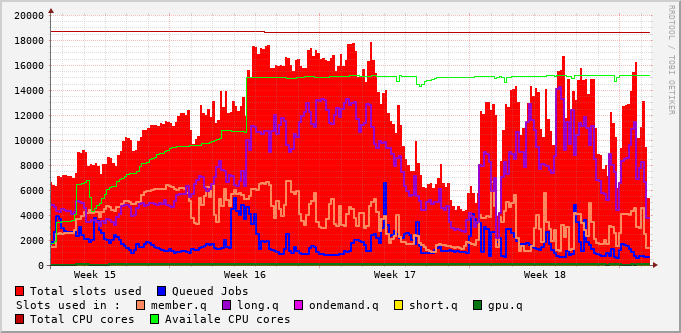 RRDTOOL / TOBI OETIKER
20000
18000
16000
14000
12000
10000
8000
6000
4000
2000
0
Week 15 Week 16 Week 17 Week 18
Total slots used Queued Jobs
Slots used in : member.q long.q ondemand.q short.q gpu.q
Total CPU cores Availale CPU cores